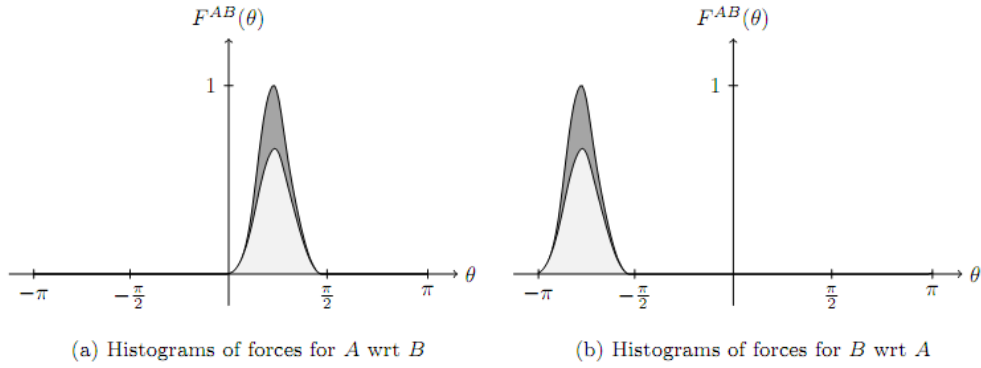 F^{AB}(θ)
1
θ
−π
−π/2
π/2
π
(a) Histograms of forces for A wrt B
F^{AB}(θ)
1
θ
−π
−π/2
π/2
π
(b) Histograms of forces for B wrt A